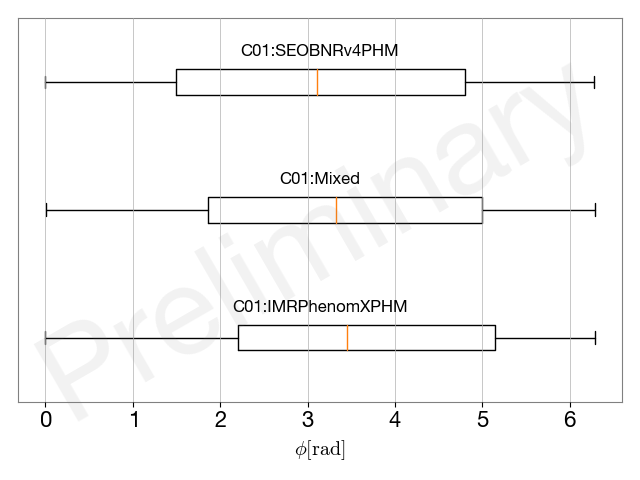 C01:SEOBNRv4PHM
C01:Mixed
C01:IMRPhenomXPHM
Preliminary
0 1 2 3 4 5 6
ϕ[rad]